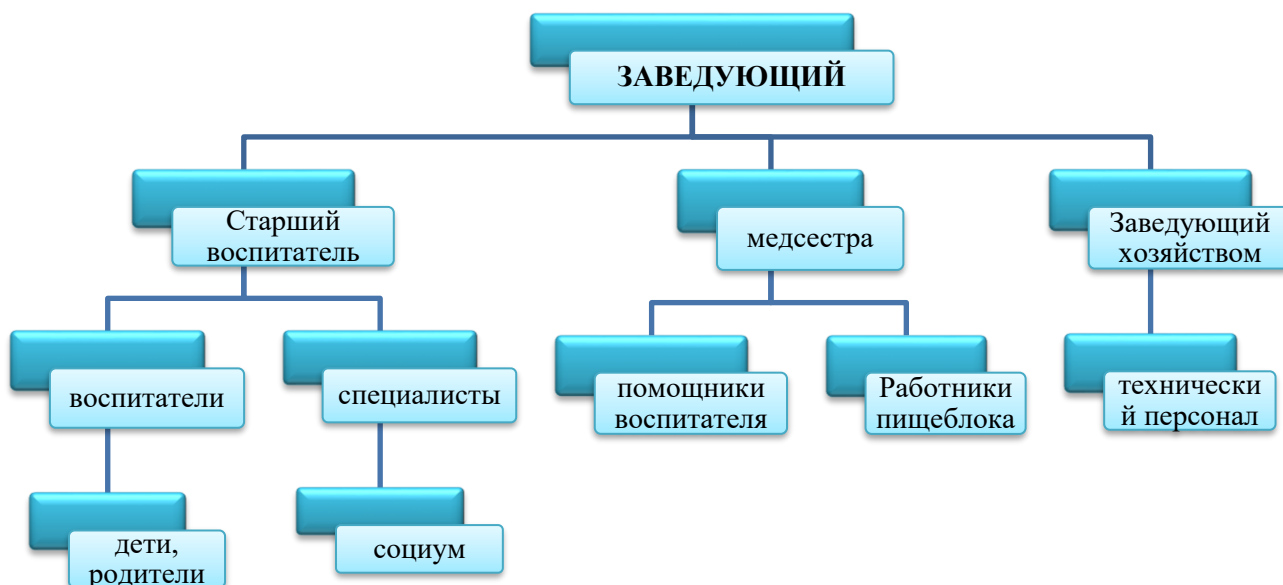 ЗАВЕДУЮЩИЙ
Старший
воспитатель
медсестра
Заведующий
хозяйством
воспитатели
специалисты
помощники
воспитателя
Работники
пищеблока
технически
й персонал
дети,
родители
социум